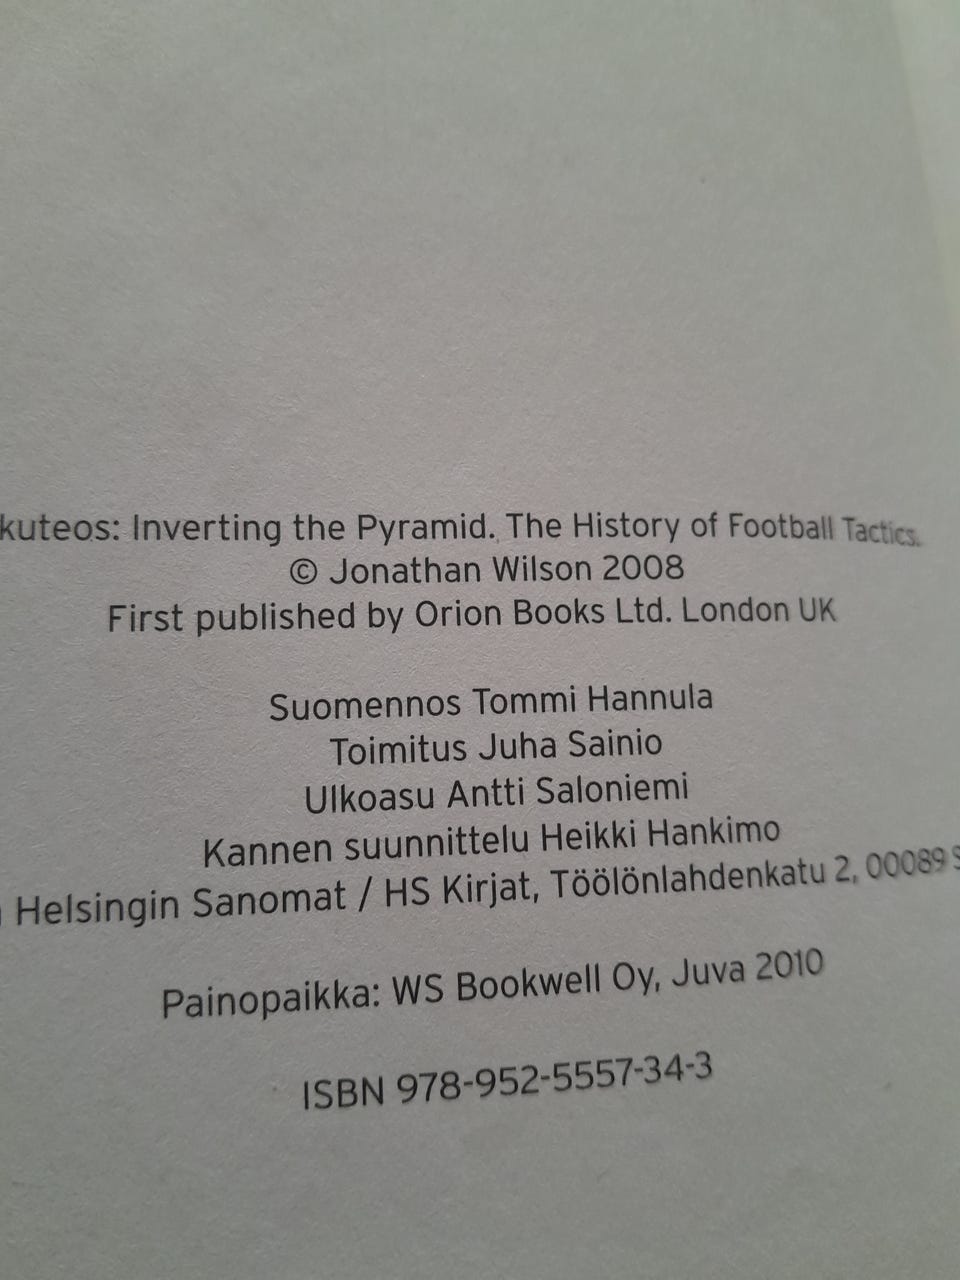 kuteos: Inverting the Pyramid. The History of Football Tactics.
© Jonathan Wilson 2008
First published by Orion Books Ltd. London UK
Suomennos Tommi Hannula
Toimitus Juha Sainio
Ulkoasu Antti Saloniemi
Kannen suunnittelu Heikki Hankimo
Helsingin Sanomat / HS Kirjat, Töölönlahdenkatu 2, 00089 S
Painopaikka: WS Bookwell Oy, Juva 2010
ISBN 978-952-5557-34-3